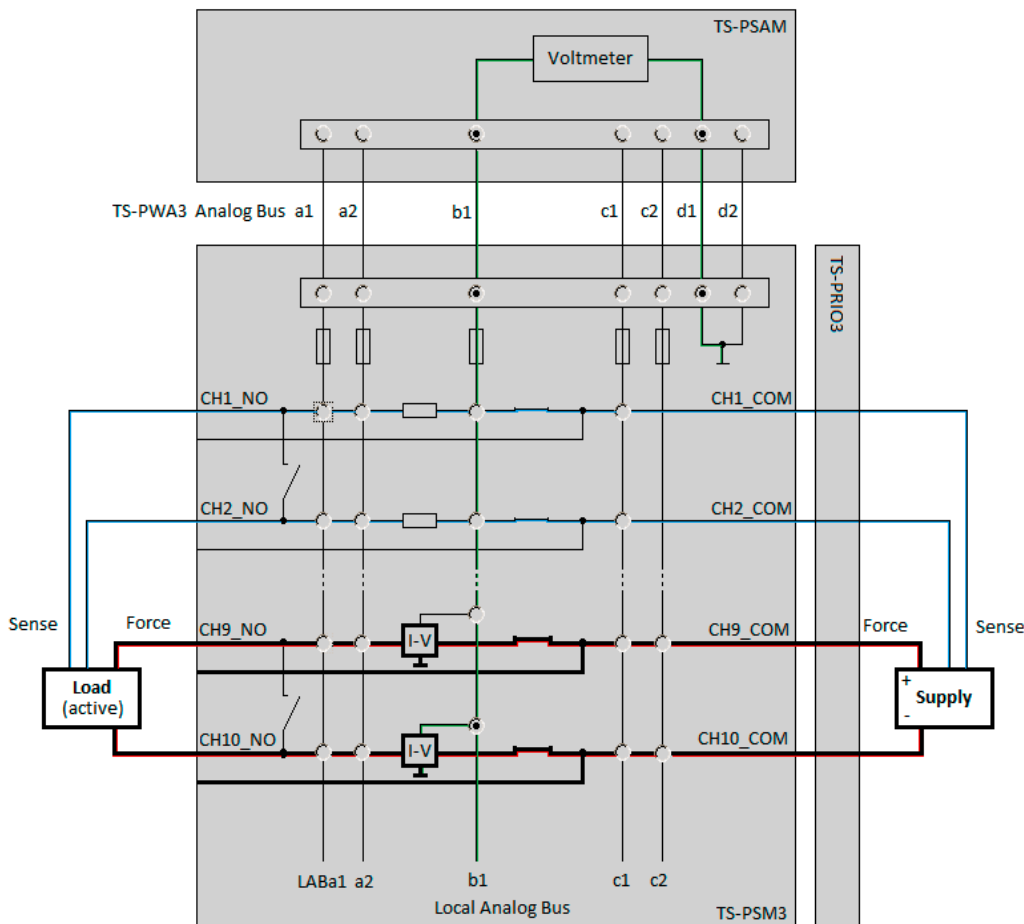 TS-PSAM
Voltmeter
TS-PWA3 Analog Bus a1 a2 b1 c1 c2 d1 d2
TS-PRIO3
CH1_NO CH1_COM
CH2_NO CH2_COM
Sense Force CH9_NO I-V CH9_COM Force Sense
Load
(active)
+
Supply
-
CH10_NO I-V CH10_COM
LABa1 a2 b1 c1 c2
Local Analog Bus
TS-PSM3